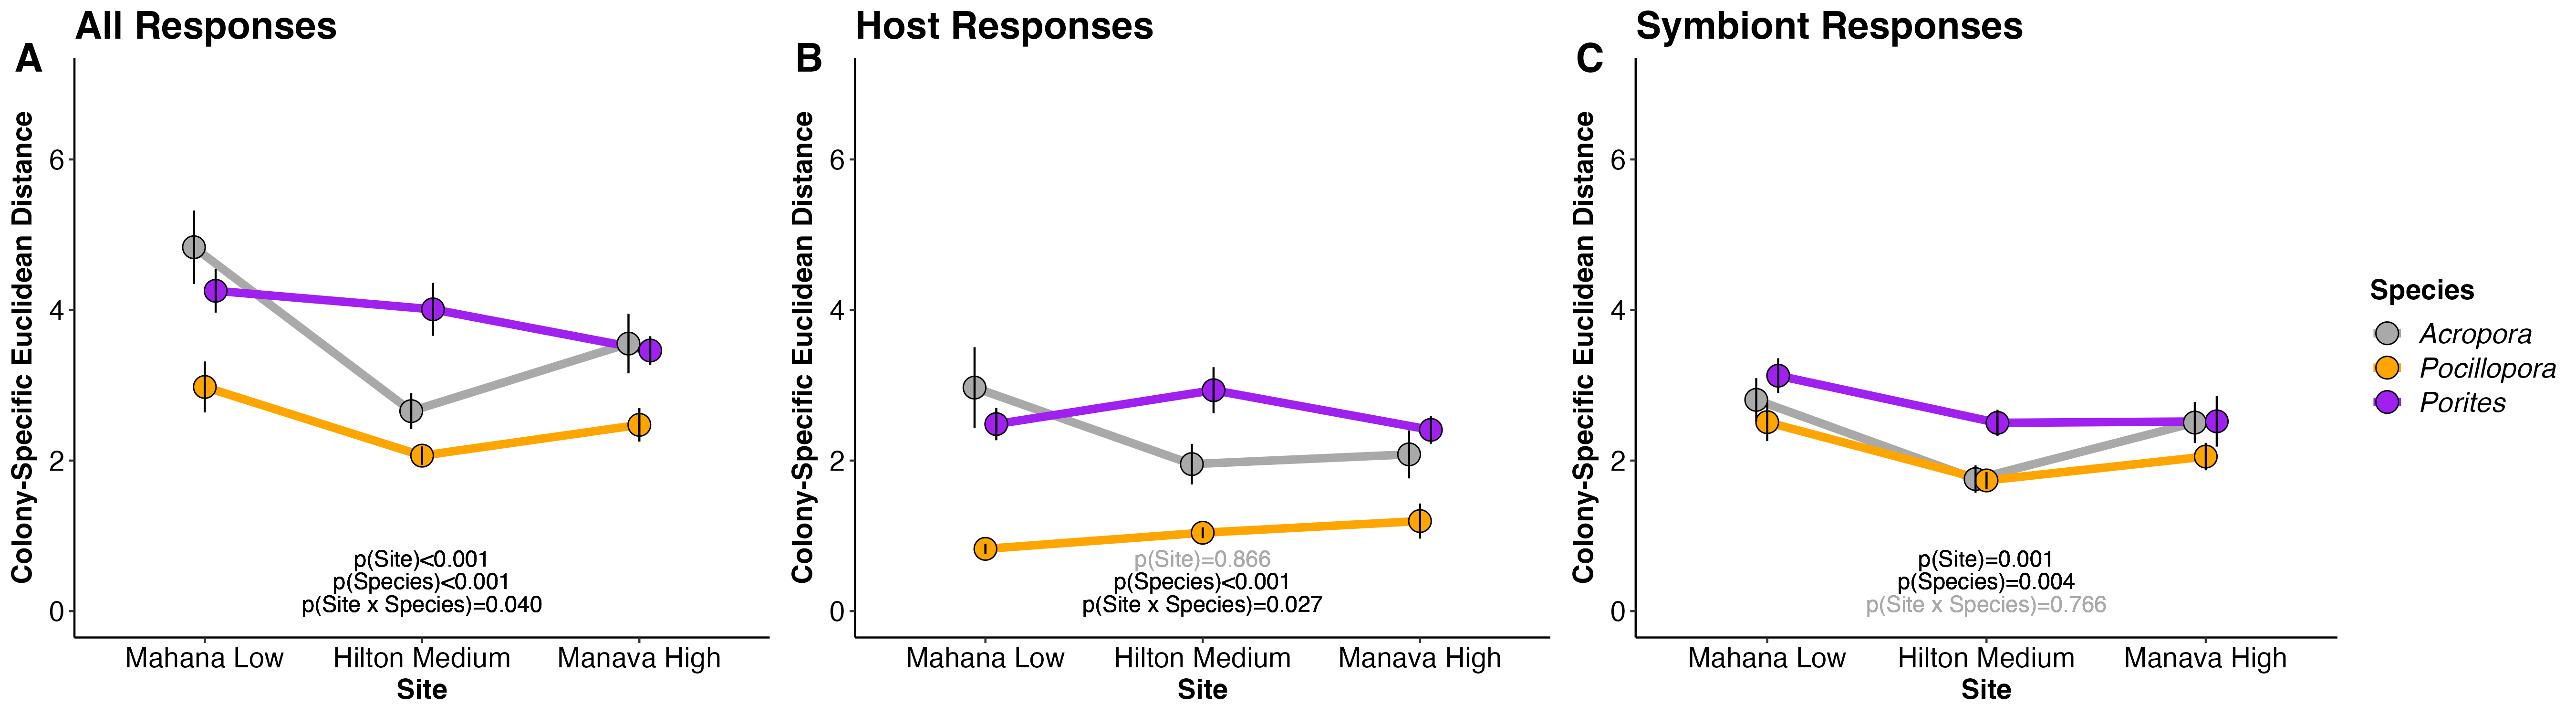 All Responses
A
Colony-Specific Euclidean Distance
6
4
2
0
p(Site)<0.001
p(Species)<0.001
p(Site x Species)=0.040
Mahana Low
Hilton Medium
Manava High
Site
Host Responses
B
Colony-Specific Euclidean Distance
6
4
2
0
p(Site)=0.866
p(Species)<0.001
p(Site x Species)=0.027
Mahana Low
Hilton Medium
Manava High
Site
Symbiont Responses
C
Colony-Specific Euclidean Distance
6
4
2
0
p(Site)=0.001
p(Species)=0.004
p(Site x Species)=0.766
Mahana Low
Hilton Medium
Manava High
Site
Species
Acropora
Pocillopora
Porites